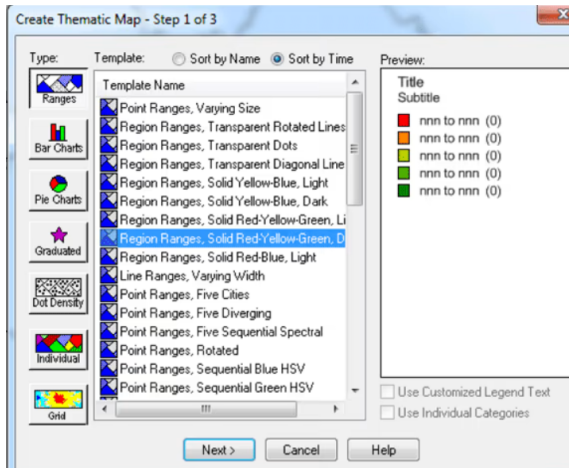 Create Thematic Map - Step 1 of 3
Type:
Ranges
Bar Charts
Pie Charts
Graduated
Dot Density
Individual
Grid
Template:
Sort by Name
Sort by Time
Template Name
Point Ranges, Varying Size
Region Ranges, Transparent Rotated Lines
Region Ranges, Transparent Dots
Region Ranges, Transparent Diagonal Line
Region Ranges, Solid Yellow-Blue, Light
Region Ranges, Solid Yellow-Blue, Dark
Region Ranges, Solid Red-Yellow-Green, Li
Region Ranges, Solid Red-Yellow-Green, D
Region Ranges, Solid Red-Blue, Light
Line Ranges, Varying Width
Point Ranges, Five Cities
Point Ranges, Five Diverging
Point Ranges, Five Sequential Spectral
Point Ranges, Rotated
Point Ranges, Sequential Blue HSV
Point Ranges, Sequential Green HSV
Preview:
Title
Subtitle
nnn to nnn (0)
nnn to nnn (0)
nnn to nnn (0)
nnn to nnn (0)
nnn to nnn (0)
Use Customized Legend Text
Use Individual Categories
Next >
Cancel
Help